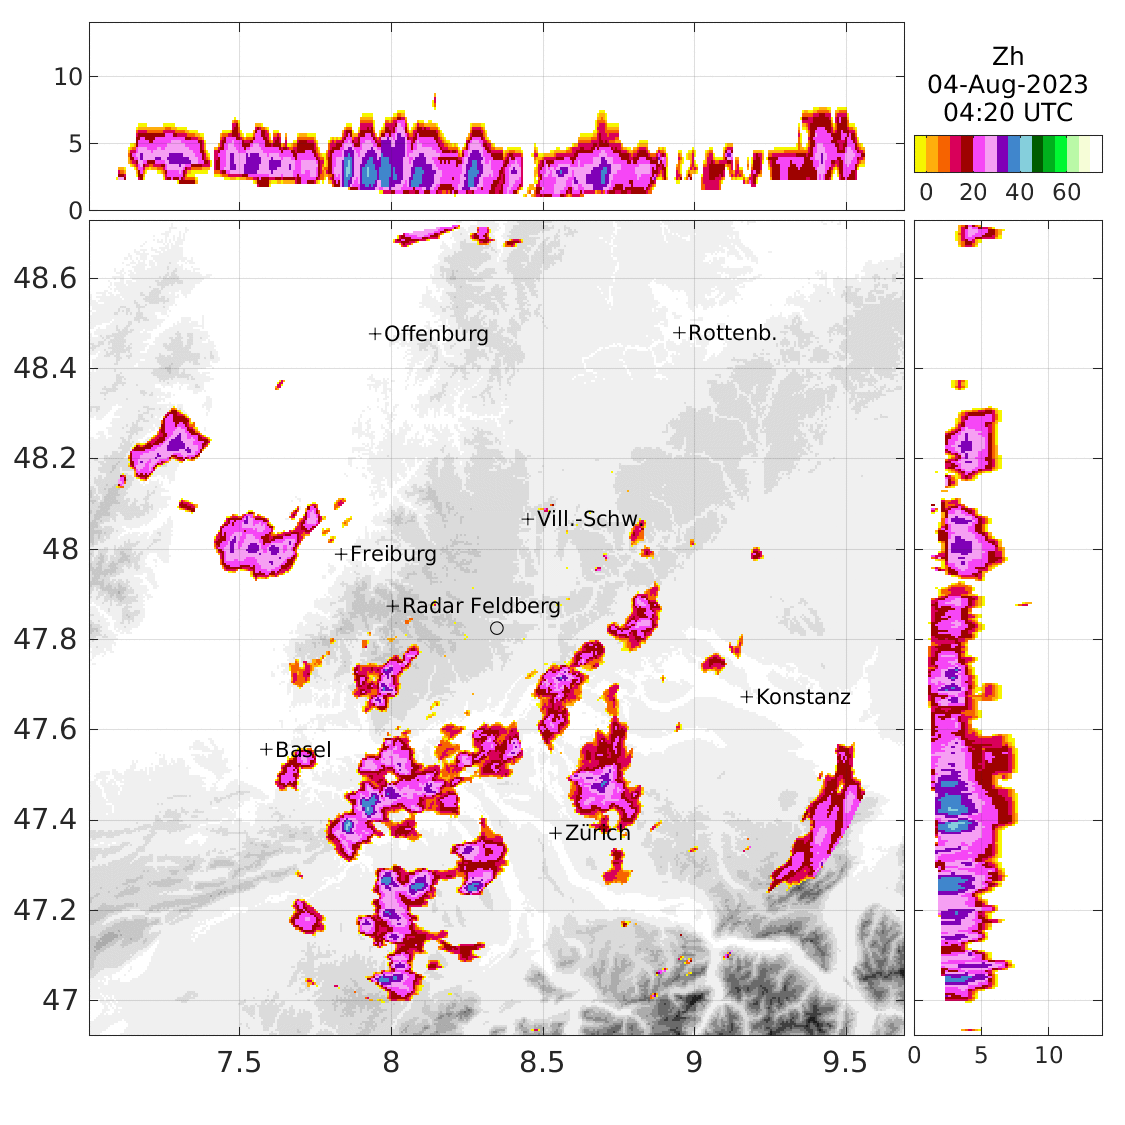 10
5
0
Zh
04-Aug-2023
04:20 UTC
0 20 40 60
48.6
48.4
48.2
48
47.8
47.6
47.4
47.2
47
+Offenburg
+Rottenb.
+Vill.-Schw.
+Freiburg
+Radar Feldberg
+Konstanz
+Basel
+Zürich
7.5 8 8.5 9 9.5
0 5 10